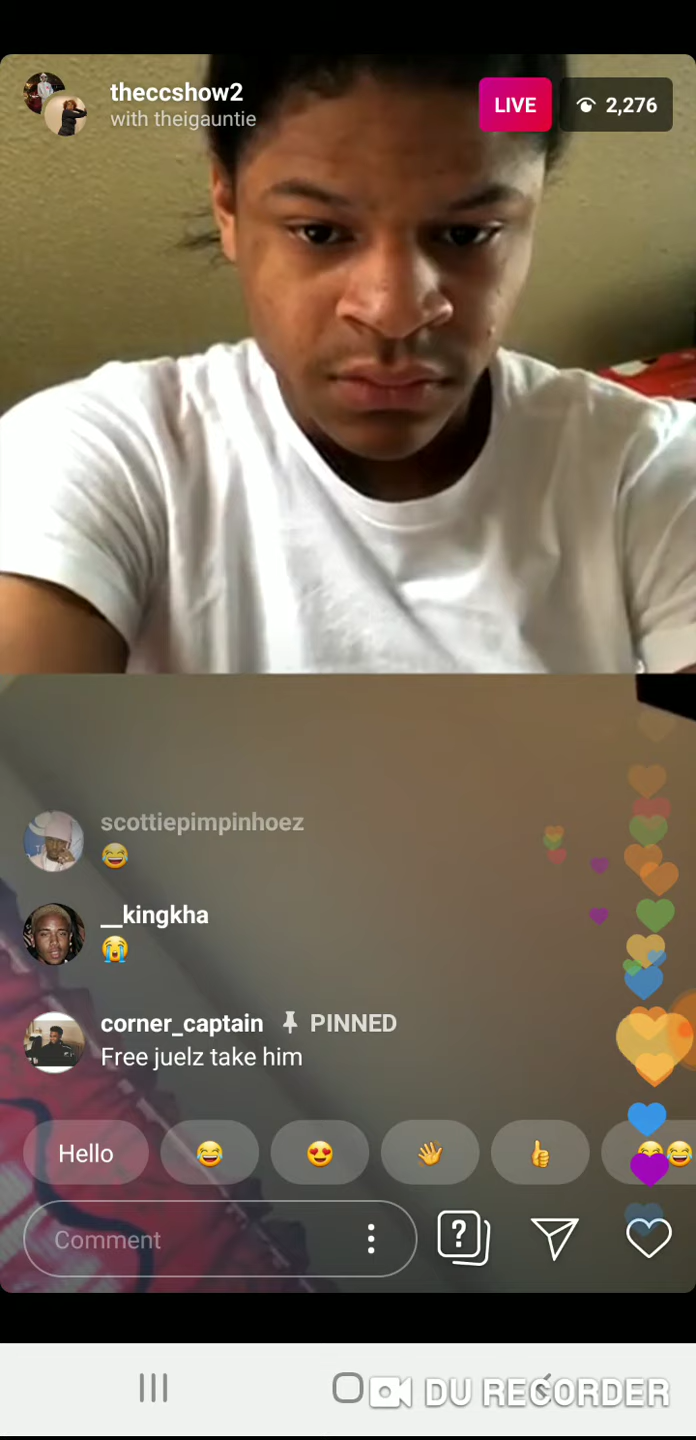 theccshow2
with theigauntie
LIVE
2,276
scottiepimpinhoez
😂
__kingkha
😭
corner_captain PINNED
Free juelz take him
Hello 😂 😍 👋 👍 😂😂
Comment
?
DU RECORDER